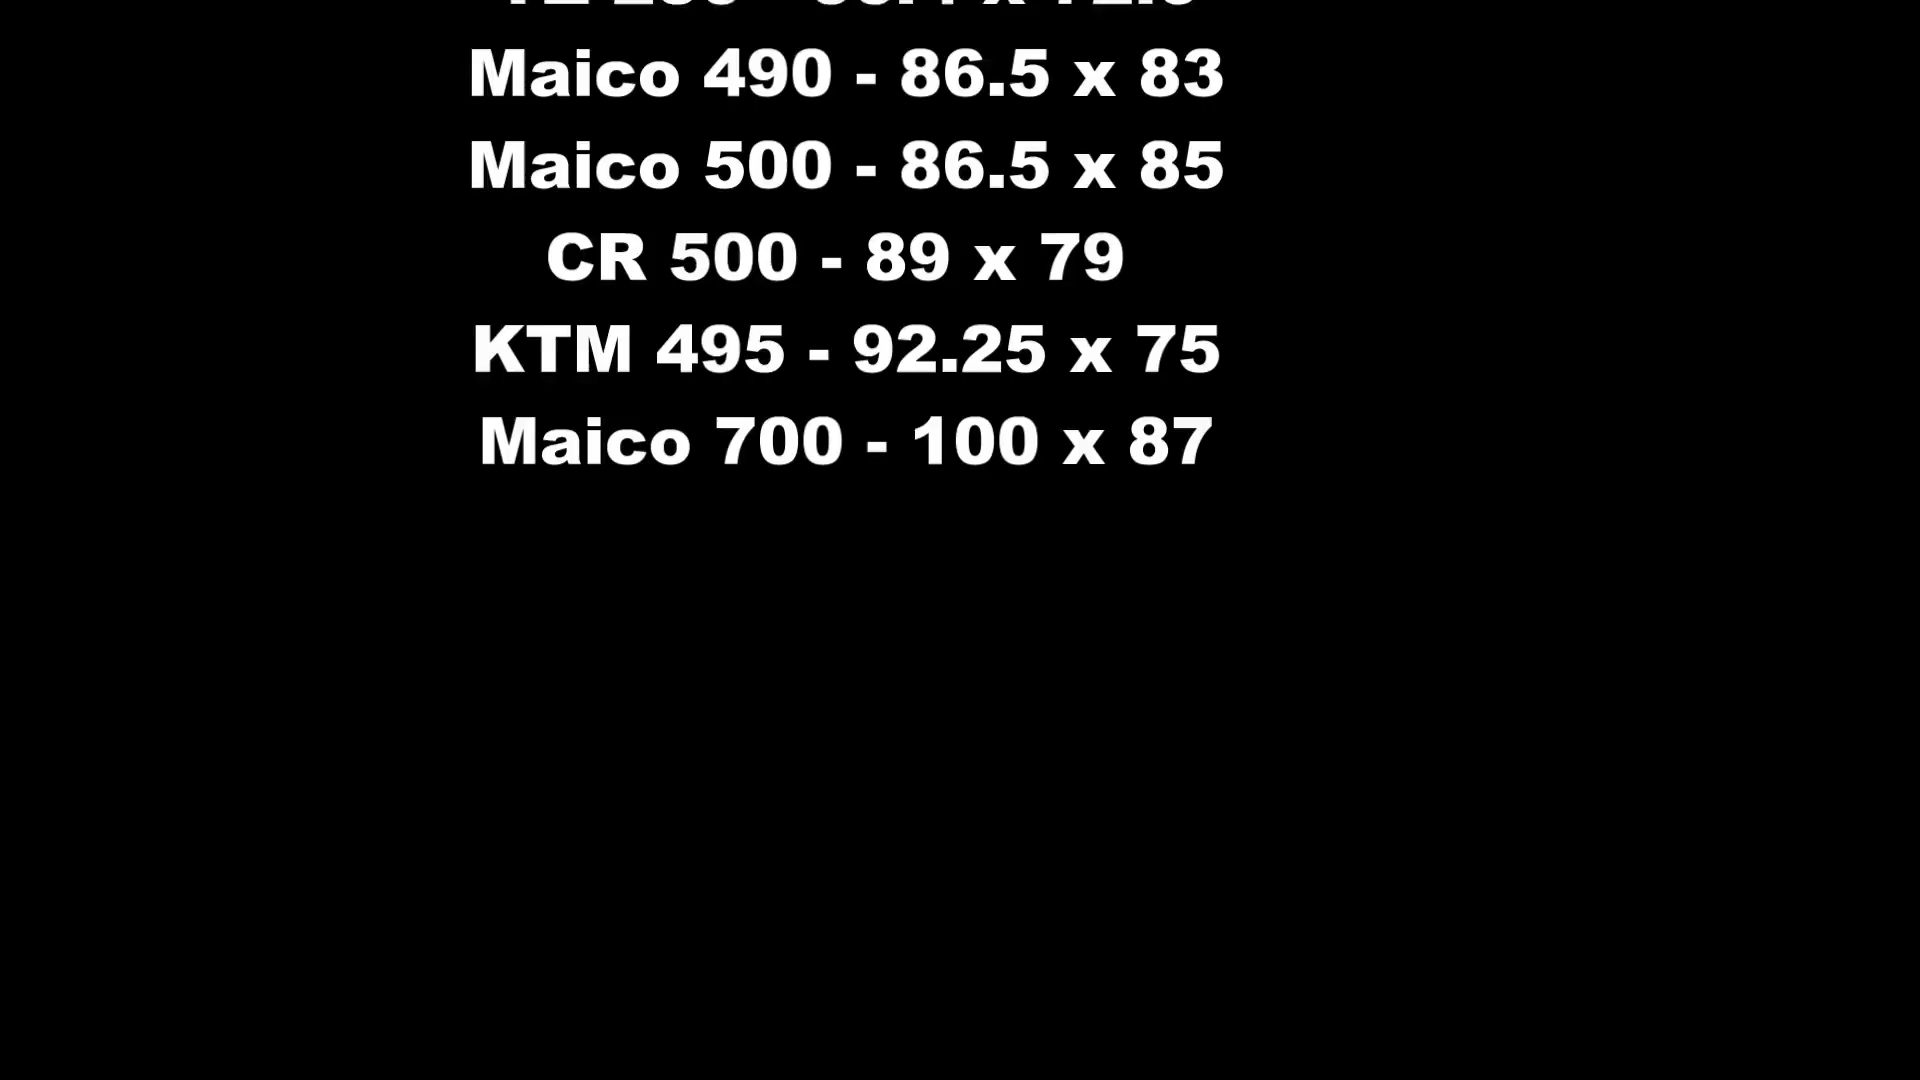 Maico 490 - 86.5 x 83
Maico 500 - 86.5 x 85
CR 500 - 89 x 79
KTM 495 - 92.25 x 75
Maico 700 - 100 x 87